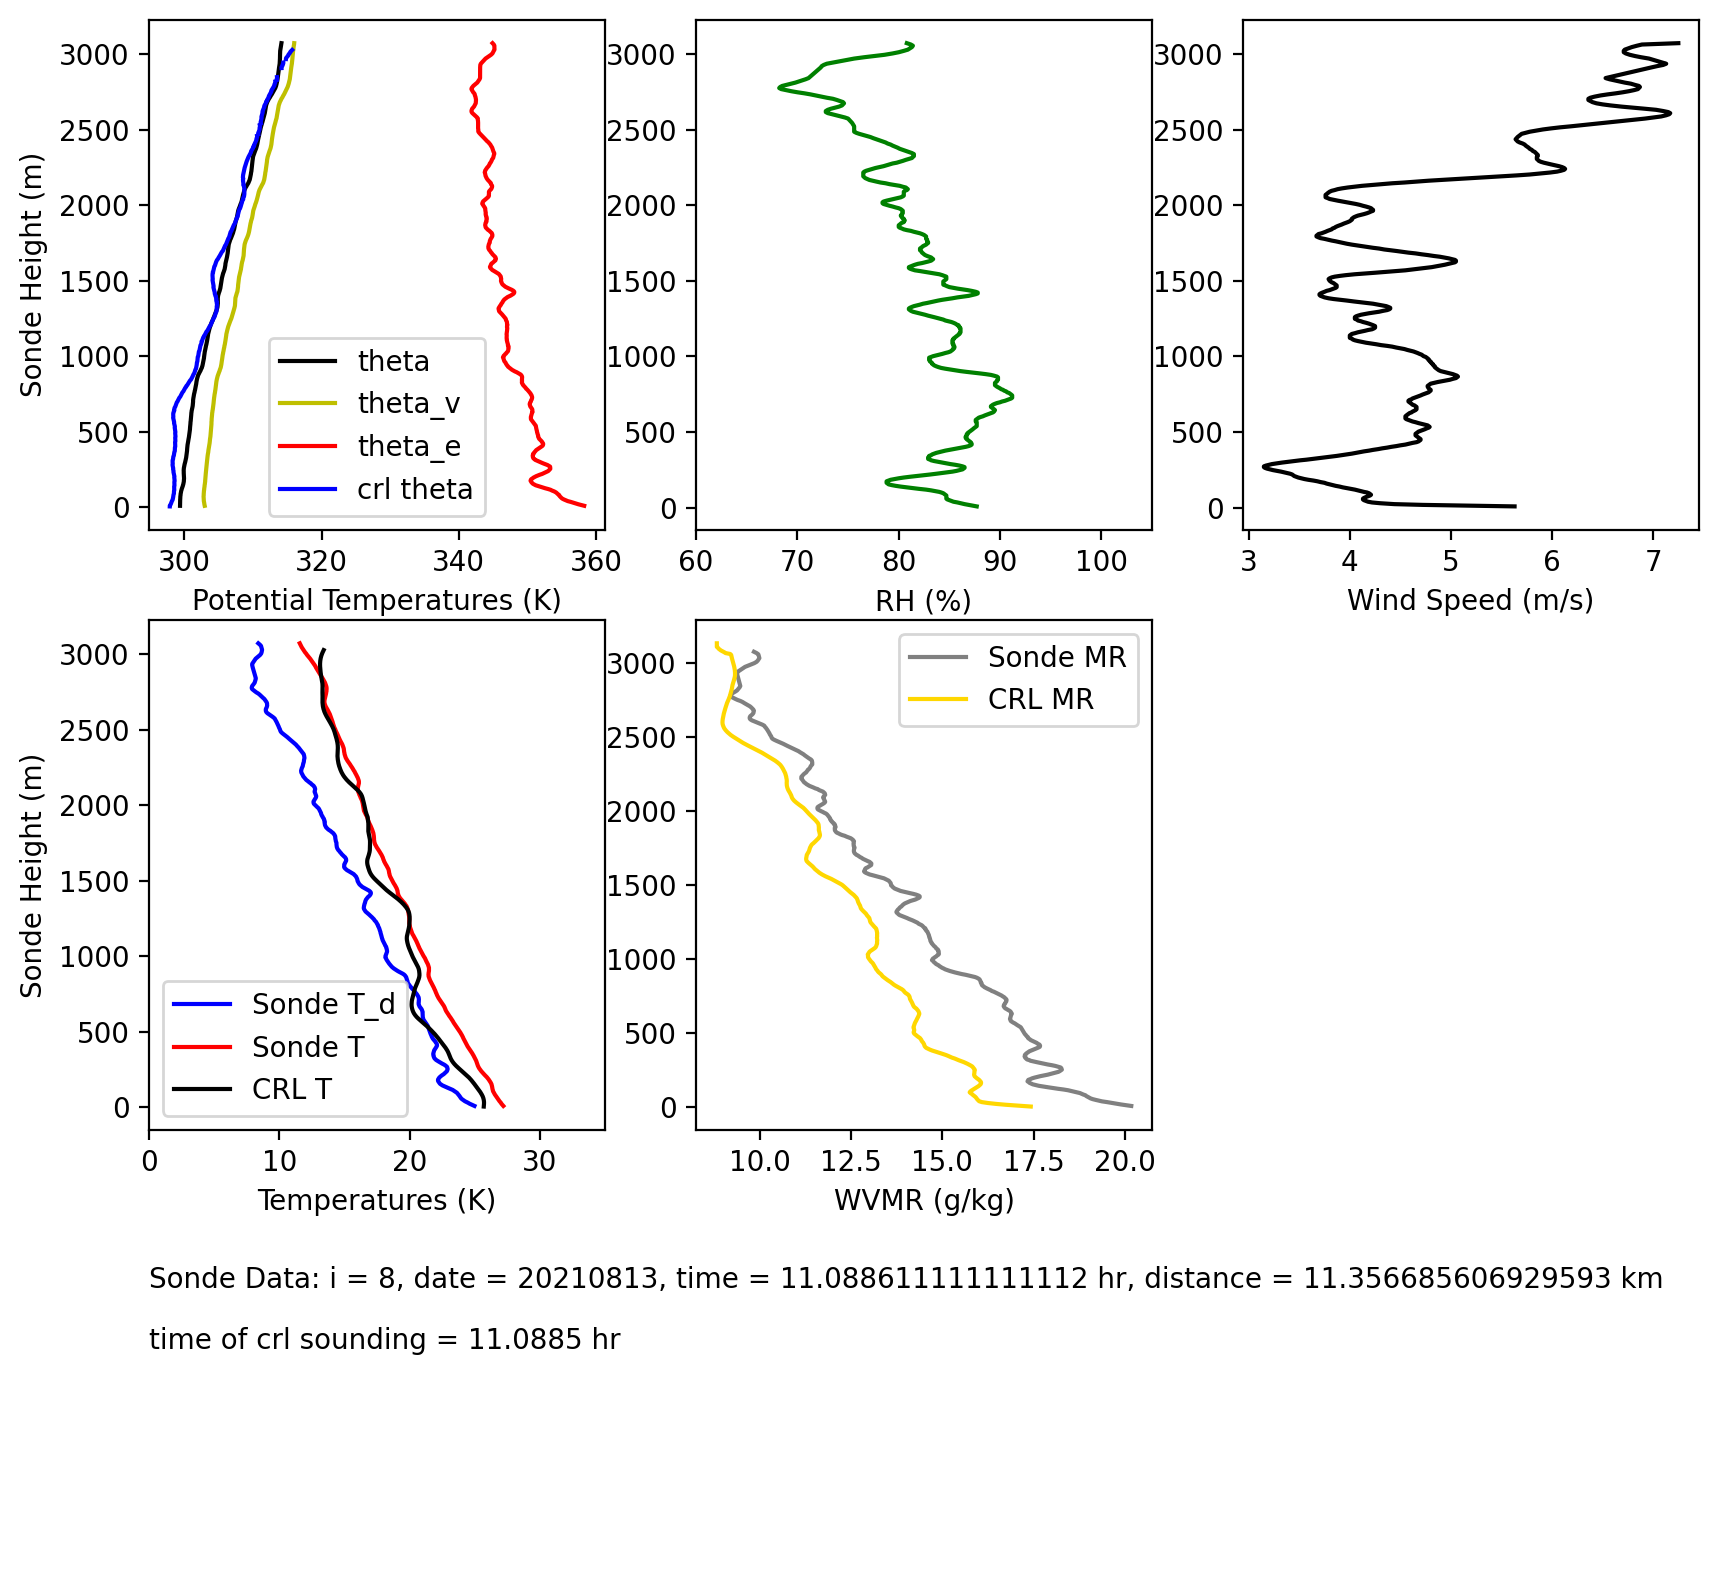 3000
2500
2000
1500
1000
500
0
Sonde Height (m)
300 320 340 360
Potential Temperatures (K)
theta
theta_v
theta_e
crl theta
3000
2500
2000
1500
1000
500
0
60 70 80 90 100
RH (%)
3000
2500
2000
1500
1000
500
0
3 4 5 6 7
Wind Speed (m/s)
3000
2500
2000
1500
1000
500
0
Sonde Height (m)
Sonde T_d
Sonde T
CRL T
0 10 20 30
Temperatures (K)
3000
2500
2000
1500
1000
500
0
Sonde MR
CRL MR
10.0 12.5 15.0 17.5 20.0
WVMR (g/kg)
Sonde Data: i = 8, date = 20210813, time = 11.088611111111112 hr, distance = 11.356685606929593 km
time of crl sounding = 11.0885 hr